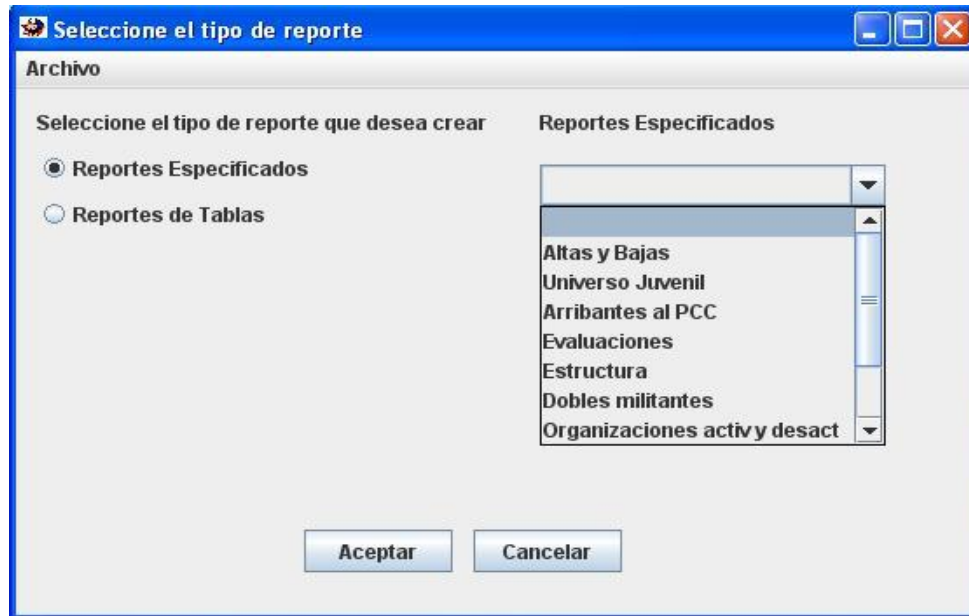 Seleccione el tipo de reporte
Archivo
Seleccione el tipo de reporte que desea crear
Reportes Especificados
Reportes de Tablas
Reportes Especificados
Altas y Bajas
Universo Juvenil
Arribantes al PCC
Evaluaciones
Estructura
Dobles militantes
Organizaciones activ y desact
Aceptar
Cancelar